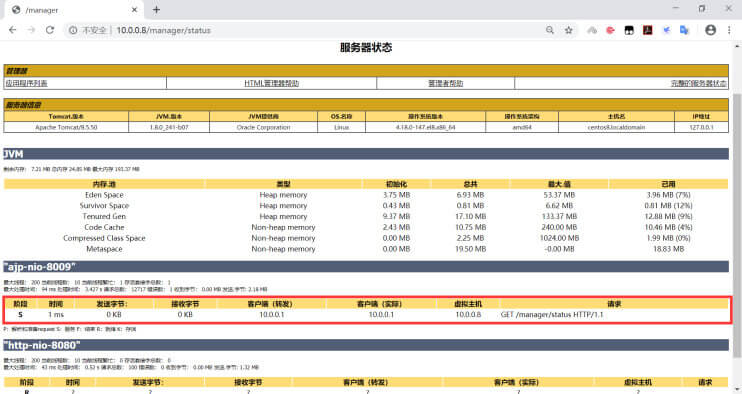 /manager
不安全 | 10.0.0.8/manager/status
服务器状态
管理器
应用程序列表 HTML管理器帮助 管理者帮助 完整的服务器状态
服务器信息
Tomcat.版本 JVM.版本 JVM提供商 OS.名称 操作系统版本 操作系统架构 主机名 IP地址
Apache Tomcat/8.5.50 1.8.0_241-b07 Oracle Corporation Linux 4.18.0-147.el8.x86_64 amd64 centos8.localdomain 127.0.0.1
JVM
剩余内存： 7.21 MB 总内存 24.85 MB 最大内存 193.37 MB
内存.池 类型 初始化 总共 最大.值 已用
Eden Space Heap memory 3.75 MB 6.93 MB 53.37 MB 3.96 MB (7%)
Survivor Space Heap memory 0.43 MB 0.81 MB 6.62 MB 0.81 MB (12%)
Tenured Gen Heap memory 9.37 MB 17.10 MB 133.37 MB 12.88 MB (9%)
Code Cache Non-heap memory 2.43 MB 10.75 MB 240.00 MB 10.46 MB (4%)
Compressed Class Space Non-heap memory 0.00 MB 2.25 MB 1024.00 MB 1.99 MB (0%)
Metaspace Non-heap memory 0.00 MB 19.50 MB -0.00 MB 18.83 MB
"ajp-nio-8009"
最大线程： 200 当前线程数： 10 当前线程繁忙： 1 存活套接字总数： 1
最大处理时间： 94 ms 处理时间： 3.427 s 请求总数： 12717 错误数： 1 收到字节： 0.00 MB 发送.字节: 2.18 MB
阶段 时间 发送字节： 接收字节 客户端（转发） 客户端（实际） 虚拟主机 请求
S 1 ms 0 KB 0 KB 10.0.0.1 10.0.0.1 10.0.0.8 GET /manager/status HTTP/1.1
P：解析和准备request S：服务 F：结束 R：就绪 K：存活
"http-nio-8080"
最大线程： 200 当前线程数： 10 当前线程繁忙： 0 存活套接字总数： 0
最大处理时间： 43 ms 处理时间： 0.52 s 请求总数： 100 错误数： 0 收到字节： 0.00 MB 发送.字节: 1.32 MB
阶段 时间 发送字节： 接收字节 客户端（转发） 客户端（实际） 虚拟主机 请求
R ? ? ? ? ? ?